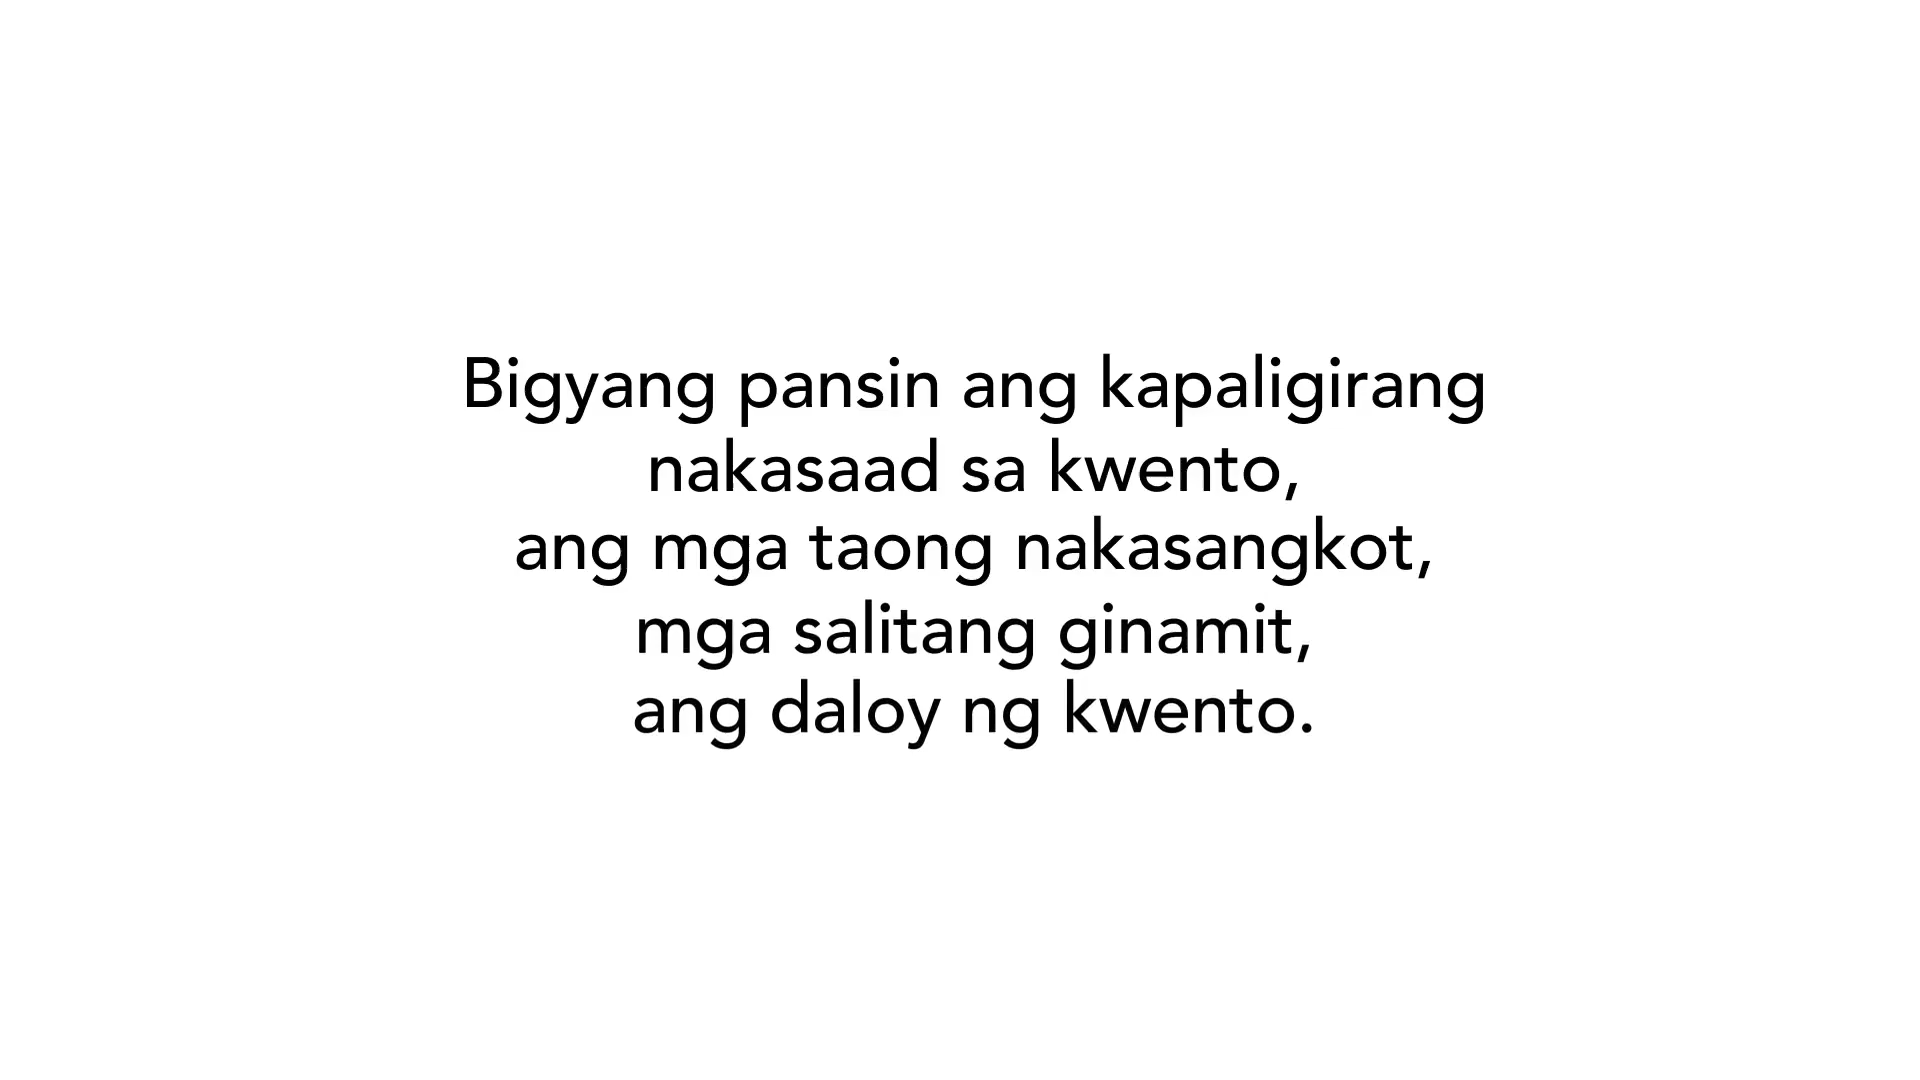 Bigyang pansin ang kapaligirang
nakasaad sa kwento,
ang mga taong nakasangkot,
mga salitang ginamit,
ang daloy ng kwento.